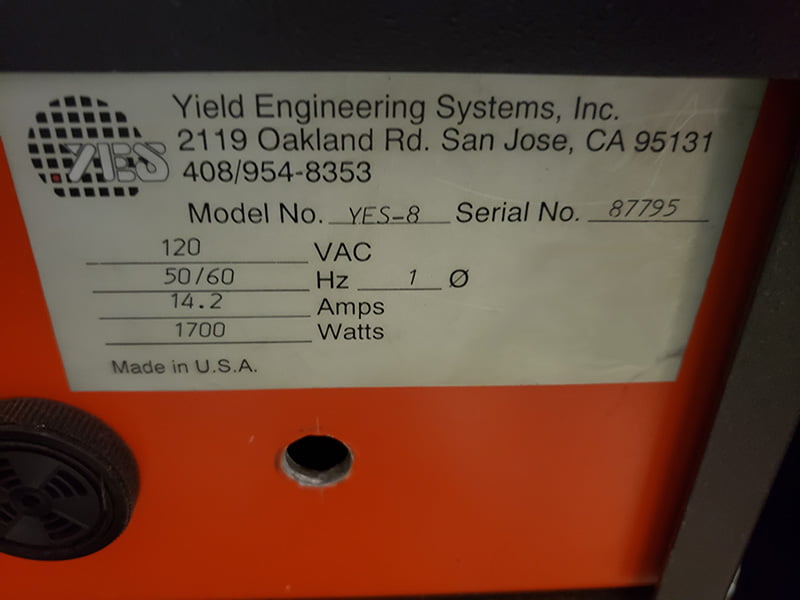 YES
Yield Engineering Systems, Inc.
2119 Oakland Rd. San Jose, CA 95131
408/954-8353
Model No. YES-8 Serial No. 87795
120 VAC
50/60 Hz 1 Ø
14.2 Amps
1700 Watts
Made in U.S.A.